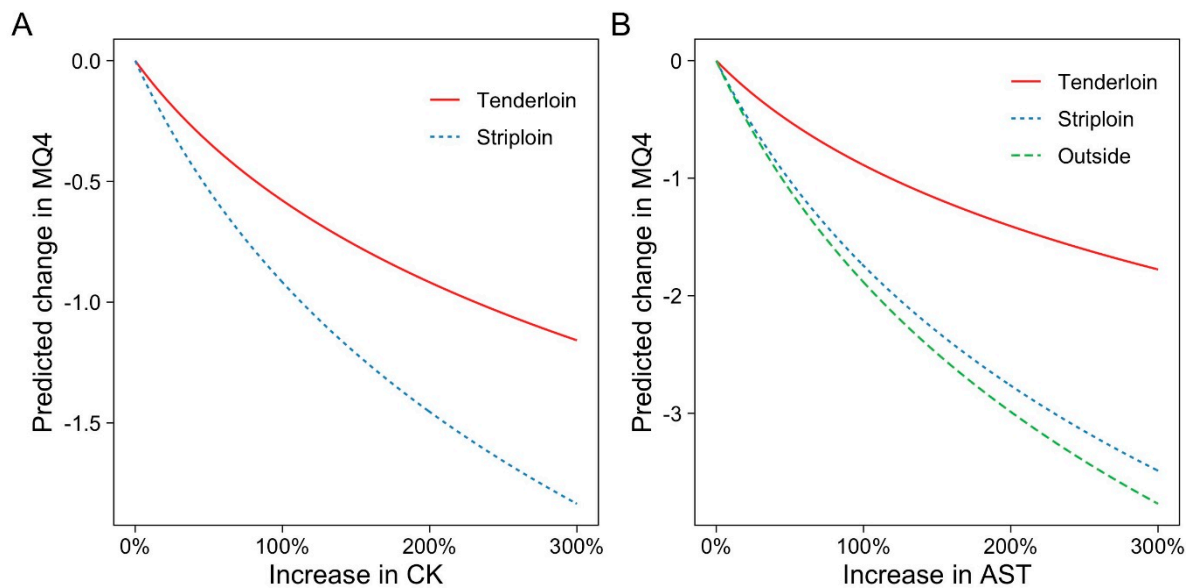 A
Predicted change in MQ4
0.0
-0.5
-1.0
-1.5
Tenderloin
Striploin
0%
100%
200%
300%
Increase in CK
B
Predicted change in MQ4
0
-1
-2
-3
Tenderloin
Striploin
Outside
0%
100%
200%
300%
Increase in AST